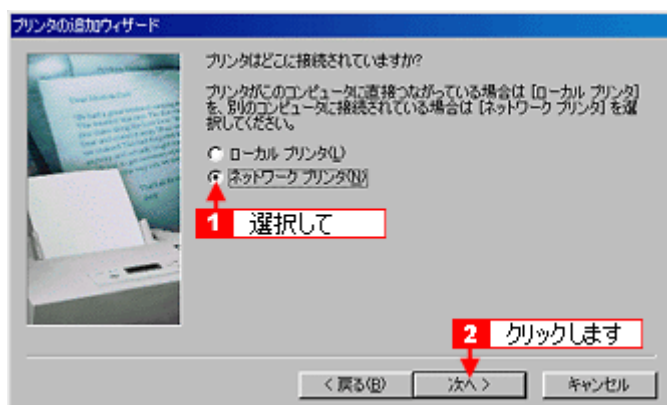 プリンタの追加ウィザード
プリンタはどこに接続されていますか?
プリンタがこのコンピュータに直接つながっている場合は [ローカル プリンタ]
を、別のコンピュータに接続されている場合は [ネットワーク プリンタ] を選
択してください。
ローカル プリンタ(L)
ネットワーク プリンタ(N)
1 選択して
2 クリックします
< 戻る(B)
次へ >
キャンセル